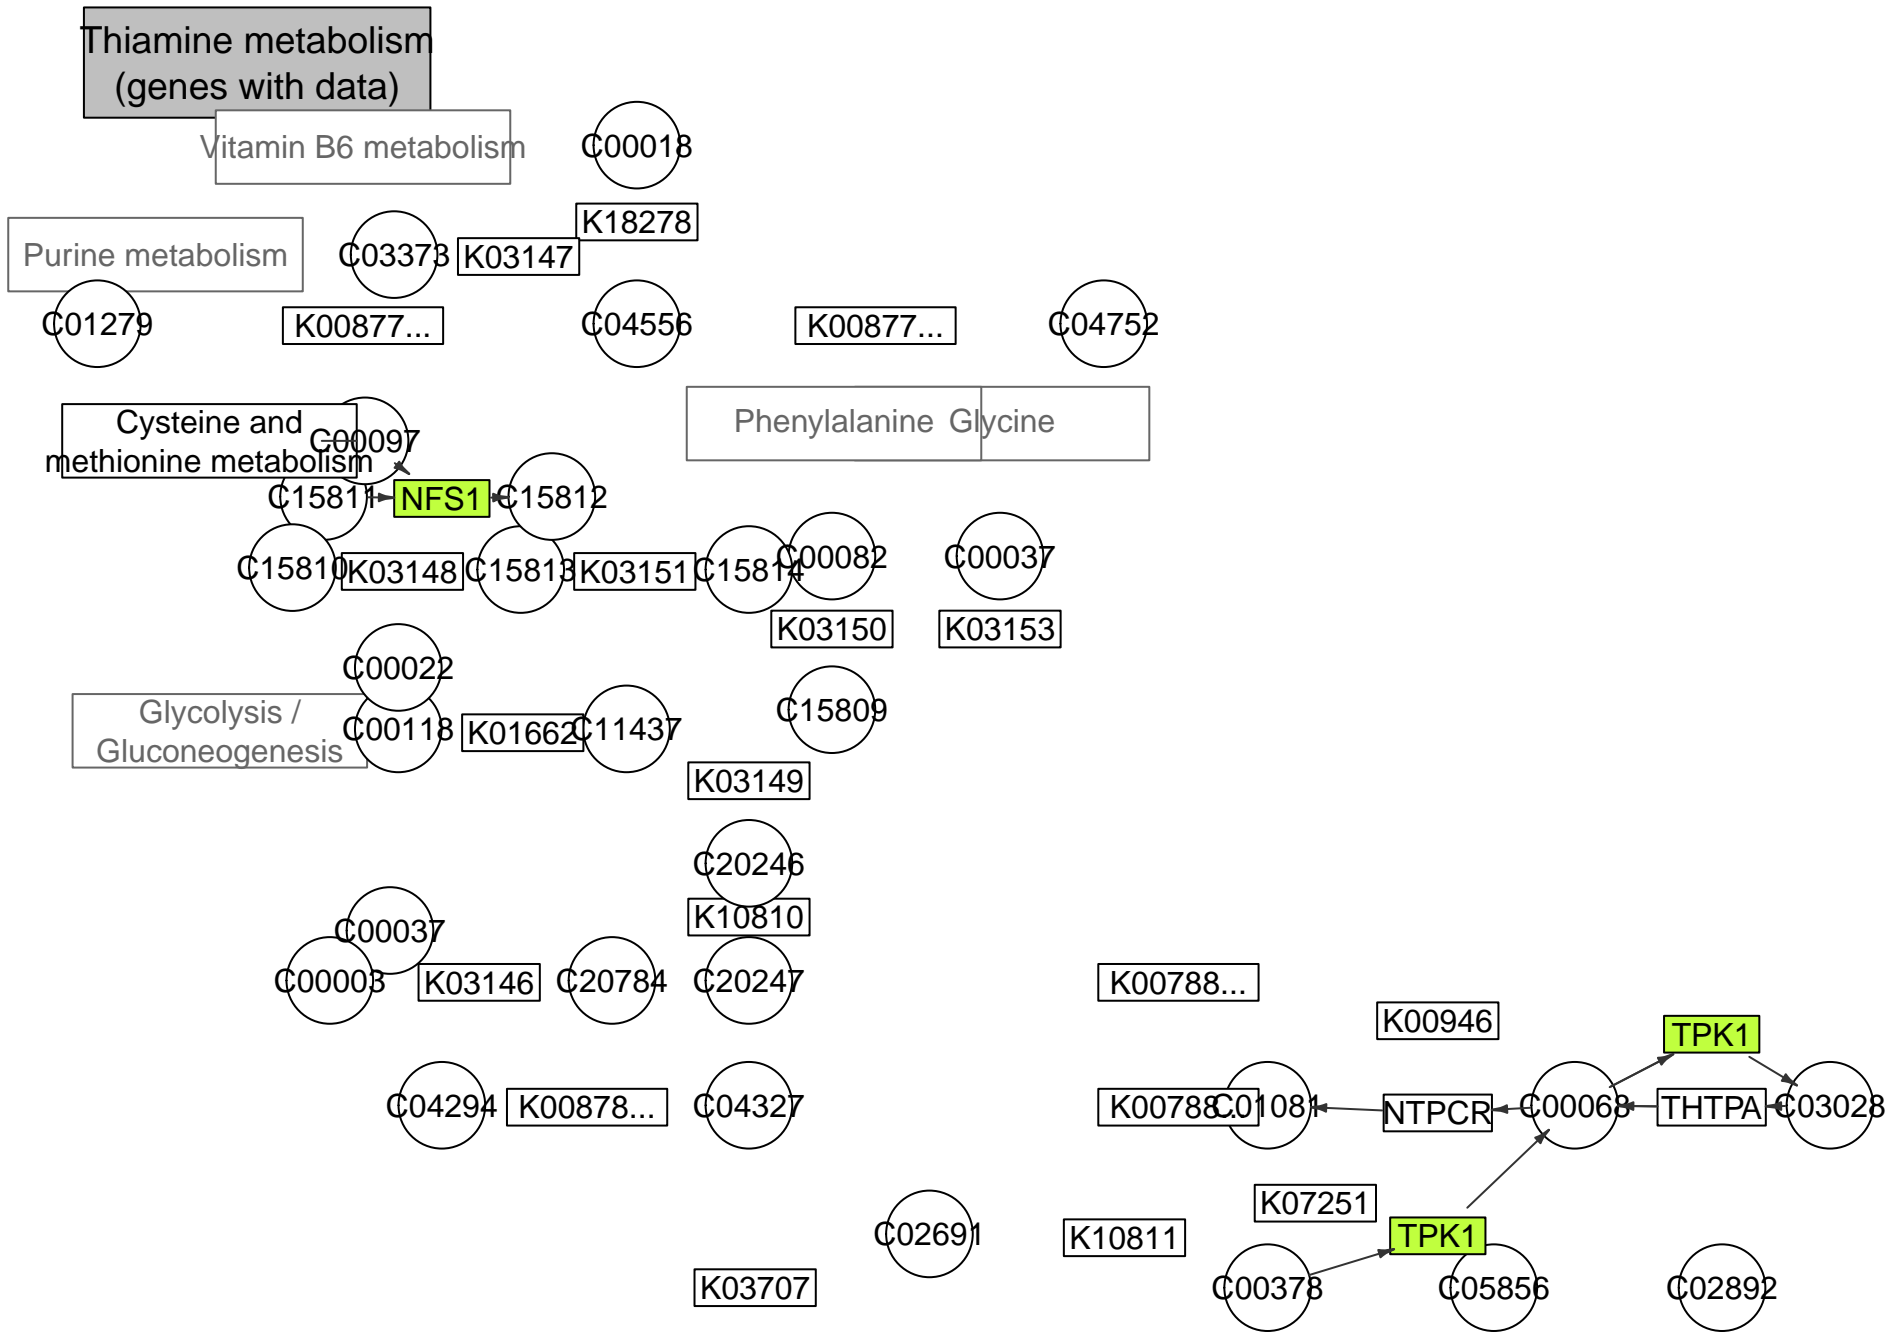 Thiamine metabolism
(genes with data)
Vitamin B6 metabolism
C00018
K18278
Purine metabolism
C03373
K03147
C01279
K00877...
C04556
K00877...
C04752
Cysteine and
methionine metabolism
C00097
Phenylalanine
Glycine
C15811
NFS1
C15812
C15810
K03148
C15813
K03151
C15814
C00082
C00037
K03150
K03153
C00022
Glycolysis /
Gluconeogenesis
C00118
K01662
C11437
C15809
K03149
C20246
K10810
C00037
C00003
K03146
C20784
C20247
K00788...
K00946
TPK1
C04294
K00878...
C04327
K00788...
C01081
NTPCR
C00068
THTPA
C03028
K07251
C02691
K10811
TPK1
K03707
C00378
C05856
C02892